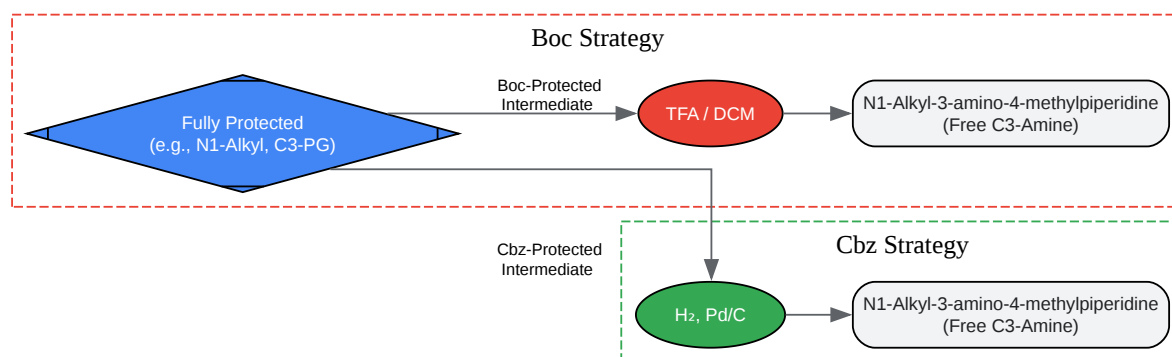 Boc Strategy
Boc-Protected
Intermediate
Fully Protected
(e.g., N1-Alkyl, C3-PG)
TFA / DCM
N1-Alkyl-3-amino-4-methylpiperidine
(Free C3-Amine)
Cbz Strategy
Cbz-Protected
Intermediate
H₂, Pd/C
N1-Alkyl-3-amino-4-methylpiperidine
(Free C3-Amine)